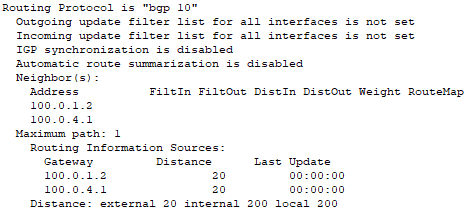 Routing Protocol is "bgp 10"
  Outgoing update filter list for all interfaces is not set
  Incoming update filter list for all interfaces is not set
  IGP synchronization is disabled
  Automatic route summarization is disabled
  Neighbor(s):
    Address          FiltIn FiltOut DistIn DistOut Weight RouteMap
    100.0.1.2
    100.0.4.1
  Maximum path: 1
    Routing Information Sources:
      Gateway         Distance      Last Update
      100.0.1.2             20         00:00:00
      100.0.4.1             20         00:00:00
    Distance: external 20 internal 200 local 200